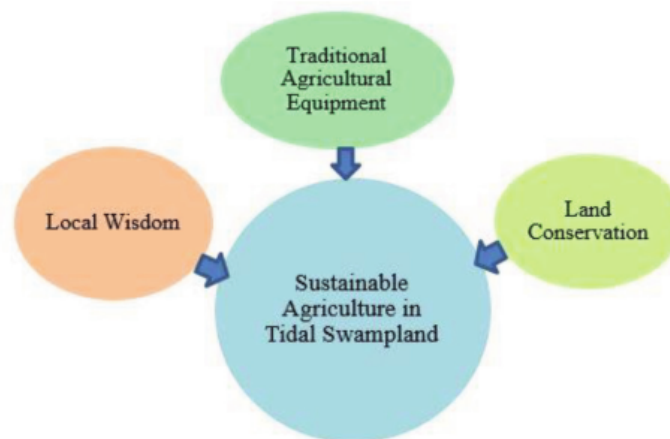 Traditional
Agricultural
Equipment
Local Wisdom
Land
Conservation
Sustainable
Agriculture in
Tidal Swampland